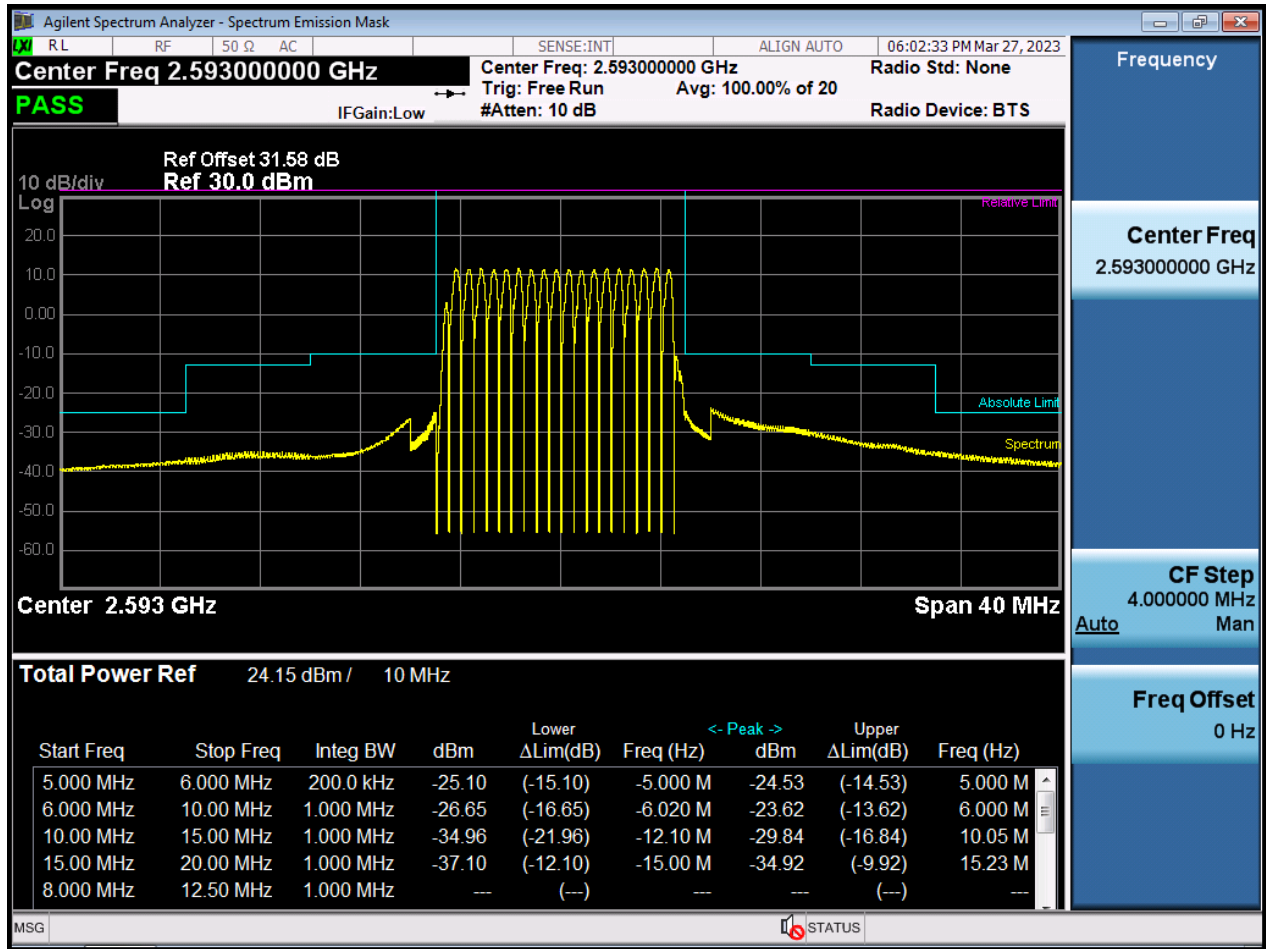 Agilent Spectrum Analyzer - Spectrum Emission Mask
LXI RL RF 50 Ω AC SENSE:INT ALIGN AUTO 06:02:33 PM Mar 27, 2023
Center Freq 2.593000000 GHz
PASS
IFGain:Low
Center Freq: 2.593000000 GHz
Trig: Free Run Avg: 100.00% of 20
#Atten: 10 dB
Radio Std: None
Radio Device: BTS
Ref Offset 31.58 dB
10 dB/div Ref 30.0 dBm
Log
Relative Limit
20.0
10.0
0.00
-10.0
-20.0
Absolute Limit
-30.0
Spectrum
-40.0
-50.0
-60.0
Center 2.593 GHz Span 40 MHz
Total Power Ref 24.15 dBm / 10 MHz
Lower <- Peak -> Upper
Start Freq Stop Freq Integ BW dBm ΔLim(dB) Freq (Hz) dBm ΔLim(dB) Freq (Hz)
5.000 MHz 6.000 MHz 200.0 kHz -25.10 (-15.10) -5.000 M -24.53 (-14.53) 5.000 M
6.000 MHz 10.00 MHz 1.000 MHz -26.65 (-16.65) -6.020 M -23.62 (-13.62) 6.000 M
10.00 MHz 15.00 MHz 1.000 MHz -34.96 (-21.96) -12.10 M -29.84 (-16.84) 10.05 M
15.00 MHz 20.00 MHz 1.000 MHz -37.10 (-12.10) -15.00 M -34.92 (-9.92) 15.23 M
8.000 MHz 12.50 MHz 1.000 MHz --- (---) --- --- (---) ---
MSG STATUS
Frequency
Center Freq
2.593000000 GHz
CF Step
4.000000 MHz
Auto Man
Freq Offset
0 Hz